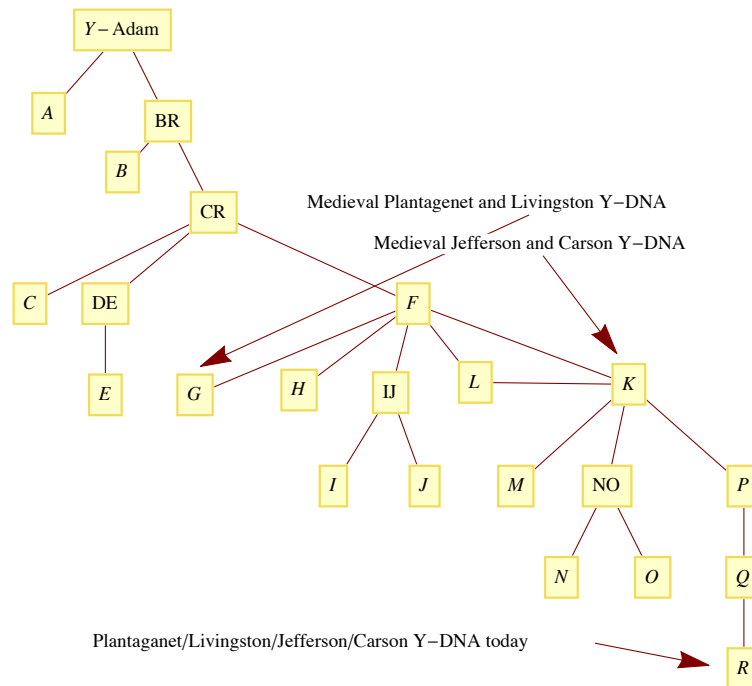 Y–Adam
A
BR
B
Medieval Plantagenet and Livingston Y–DNA
CR
Medieval Jefferson and Carson Y–DNA
C
DE
F
E
G
H
IJ
L
K
I
J
M
NO
P
N
O
Q
Plantaganet/Livingston/Jefferson/Carson Y–DNA today
R